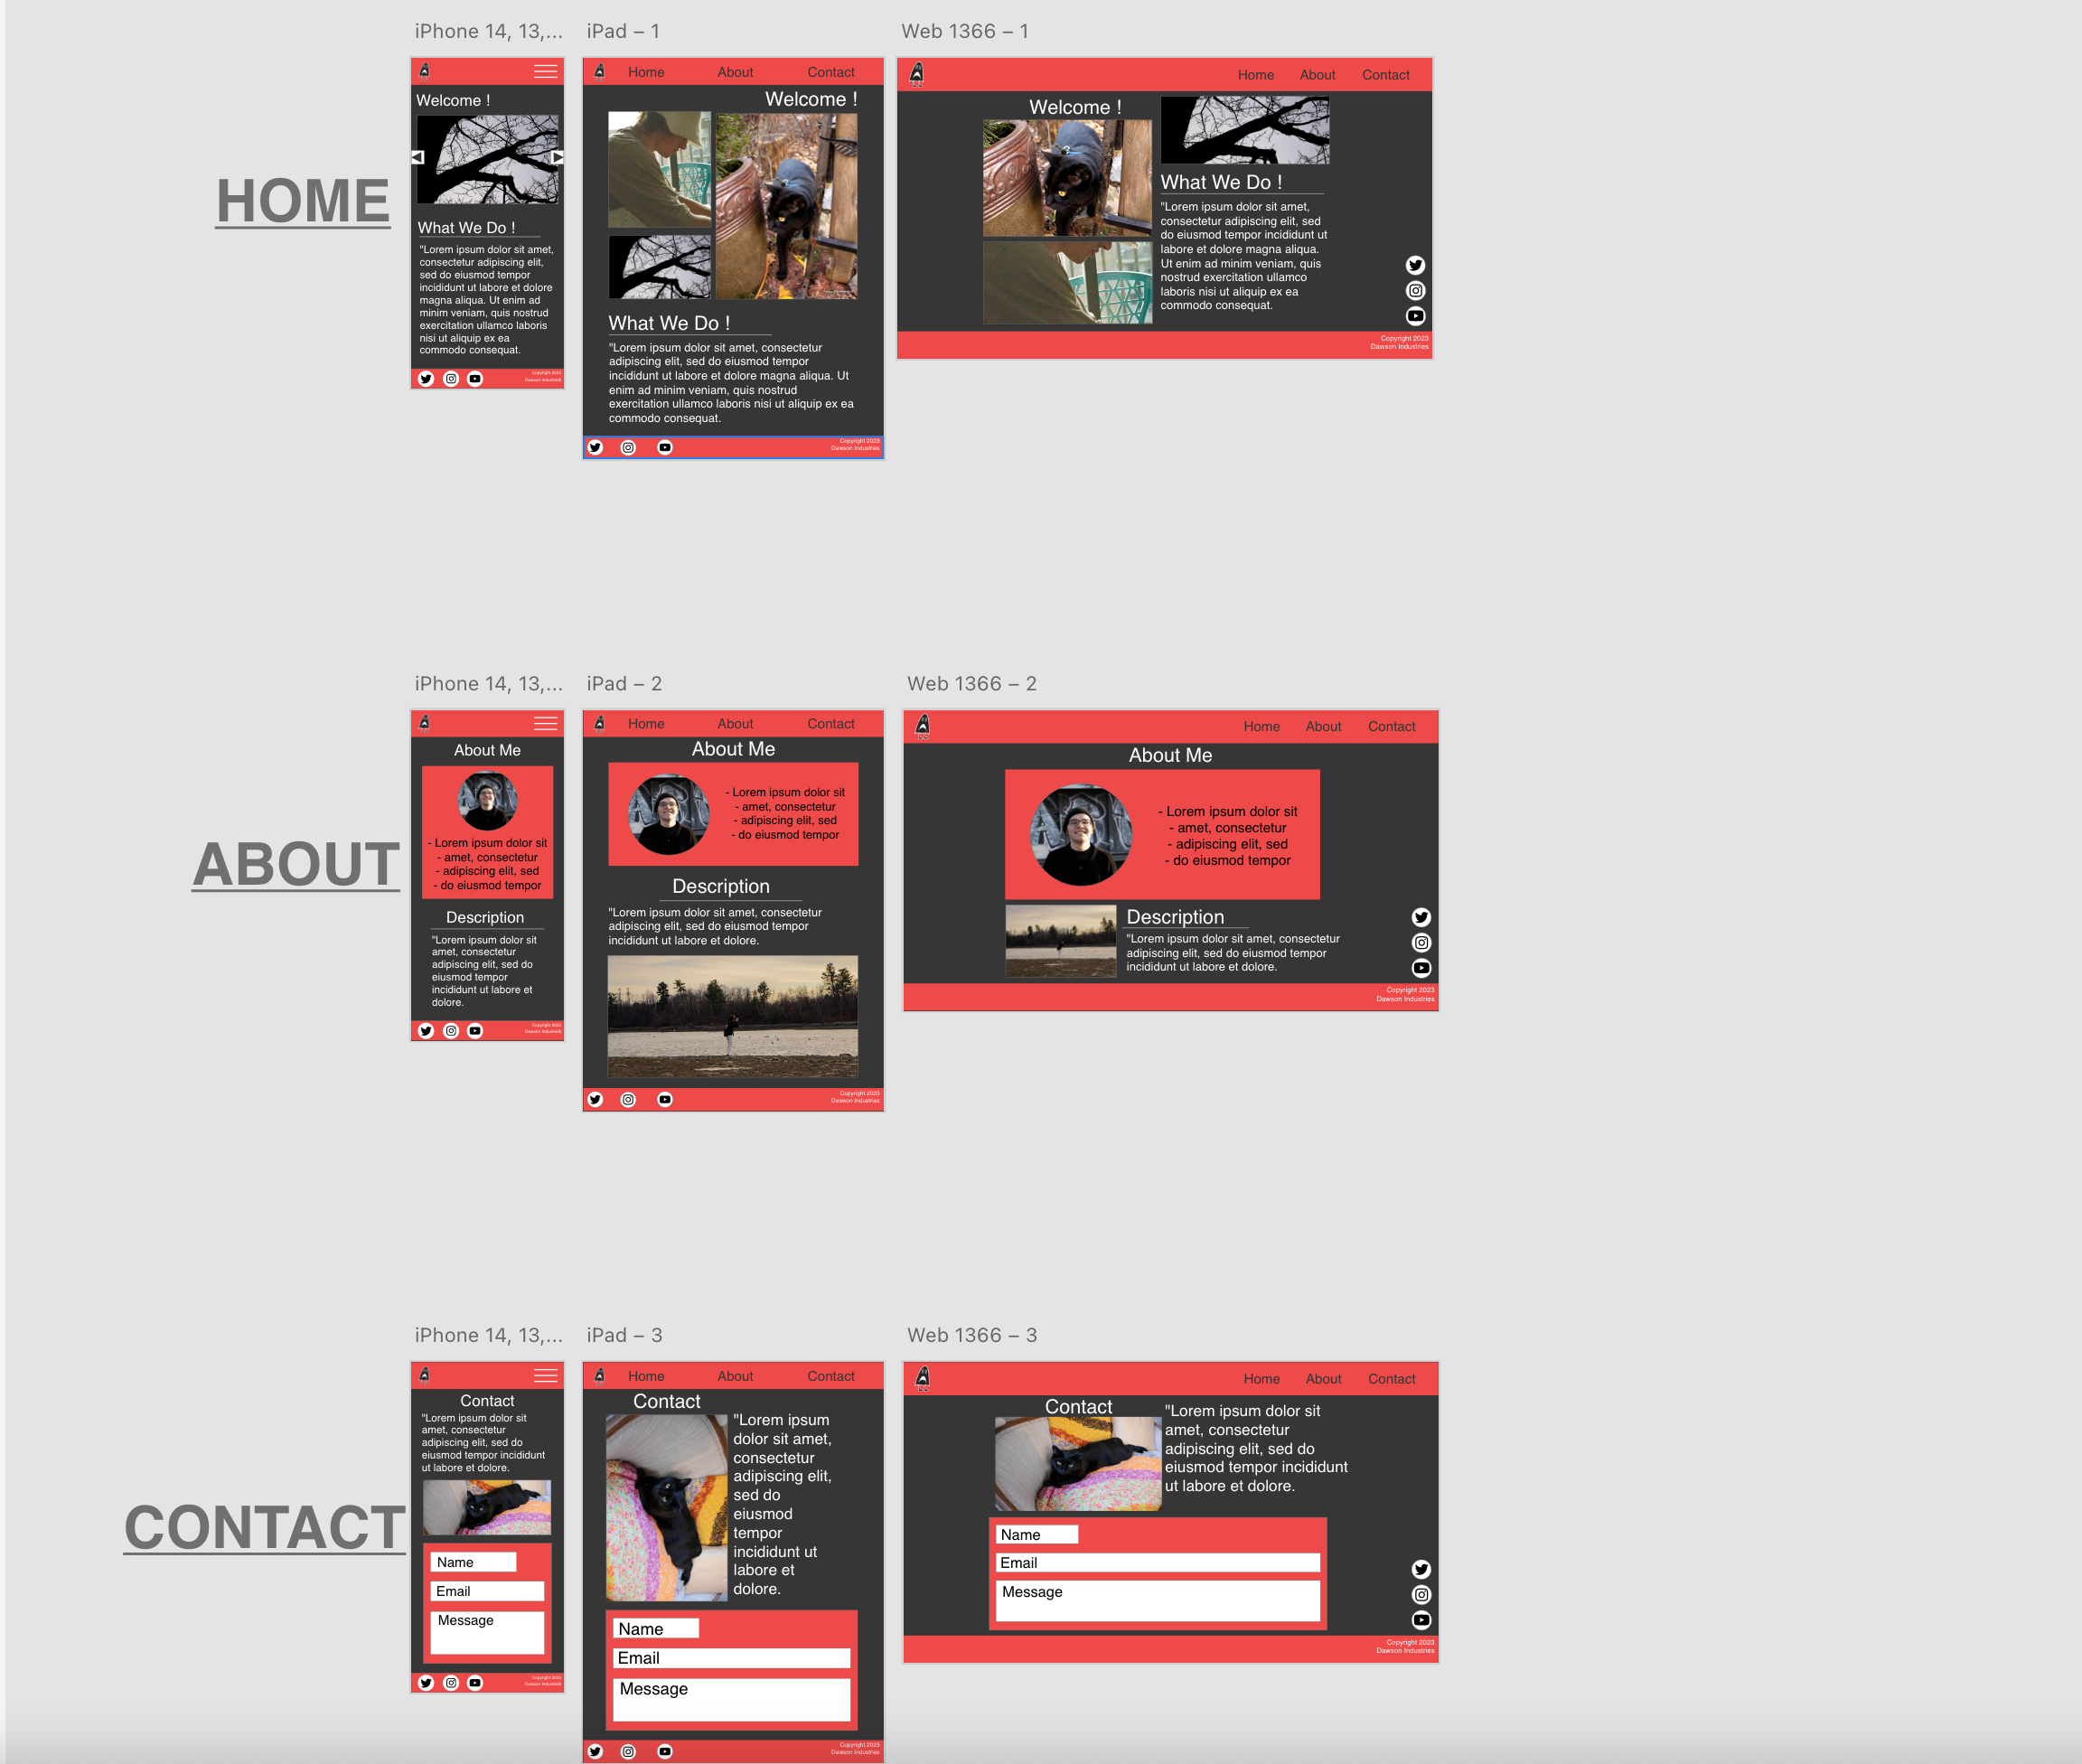 iPhone 14, 13,...
iPad – 1
Web 1366 – 1
HOME
Welcome !
What We Do !
"Lorem ipsum dolor sit amet,
consectetur adipiscing elit,
sed do eiusmod tempor
incididunt ut labore et dolore
magna aliqua. Ut enim ad
minim veniam, quis nostrud
exercitation ullamco laboris
nisi ut aliquip ex ea
commodo consequat.
Copyright 2023
Dawson Industries
Home About Contact
Welcome !
What We Do !
"Lorem ipsum dolor sit amet, consectetur
adipiscing elit, sed do eiusmod tempor
incididunt ut labore et dolore magna aliqua. Ut
enim ad minim veniam, quis nostrud
exercitation ullamco laboris nisi ut aliquip ex ea
commodo consequat.
Copyright 2023
Dawson Industries
Home About Contact
Welcome !
?
What We Do !
"Lorem ipsum dolor sit amet,
consectetur adipiscing elit, sed
do eiusmod tempor incididunt ut
labore et dolore magna aliqua.
Ut enim ad minim veniam, quis
nostrud exercitation ullamco
laboris nisi ut aliquip ex ea
commodo consequat.
Copyright 2023
Dawson Industries
iPhone 14, 13,...
iPad – 2
Web 1366 – 2
ABOUT
About Me
- Lorem ipsum dolor sit
- amet, consectetur
- adipiscing elit, sed
- do eiusmod tempor
Description
"Lorem ipsum dolor sit
amet, consectetur
adipiscing elit, sed do
eiusmod tempor
incididunt ut labore et
dolore.
Copyright 2023
Dawson Industries
Home About Contact
About Me
- Lorem ipsum dolor sit
- amet, consectetur
- adipiscing elit, sed
- do eiusmod tempor
Description
"Lorem ipsum dolor sit amet, consectetur
adipiscing elit, sed do eiusmod tempor
incididunt ut labore et dolore.
Copyright 2023
Dawson Industries
Home About Contact
About Me
- Lorem ipsum dolor sit
- amet, consectetur
- adipiscing elit, sed
- do eiusmod tempor
Description
"Lorem ipsum dolor sit amet, consectetur
adipiscing elit, sed do eiusmod tempor
incididunt ut labore et dolore.
Copyright 2023
Dawson Industries
iPhone 14, 13,...
iPad – 3
Web 1366 – 3
CONTACT
Contact
"Lorem ipsum dolor sit
amet, consectetur
adipiscing elit, sed do
eiusmod tempor incididunt
ut labore et dolore.
Name
Email
Message
Copyright 2023
Dawson Industries
Home About Contact
Contact
"Lorem ipsum
dolor sit amet,
consectetur
adipiscing elit,
sed do
eiusmod
tempor
incididunt ut
labore et
dolore.
Name
Email
Message
Copyright 2023
Dawson Industries
Home About Contact
Contact
"Lorem ipsum dolor sit
amet, consectetur
adipiscing elit, sed do
eiusmod tempor incididunt
ut labore et dolore.
Name
Email
Message
Copyright 2023
Dawson Industries